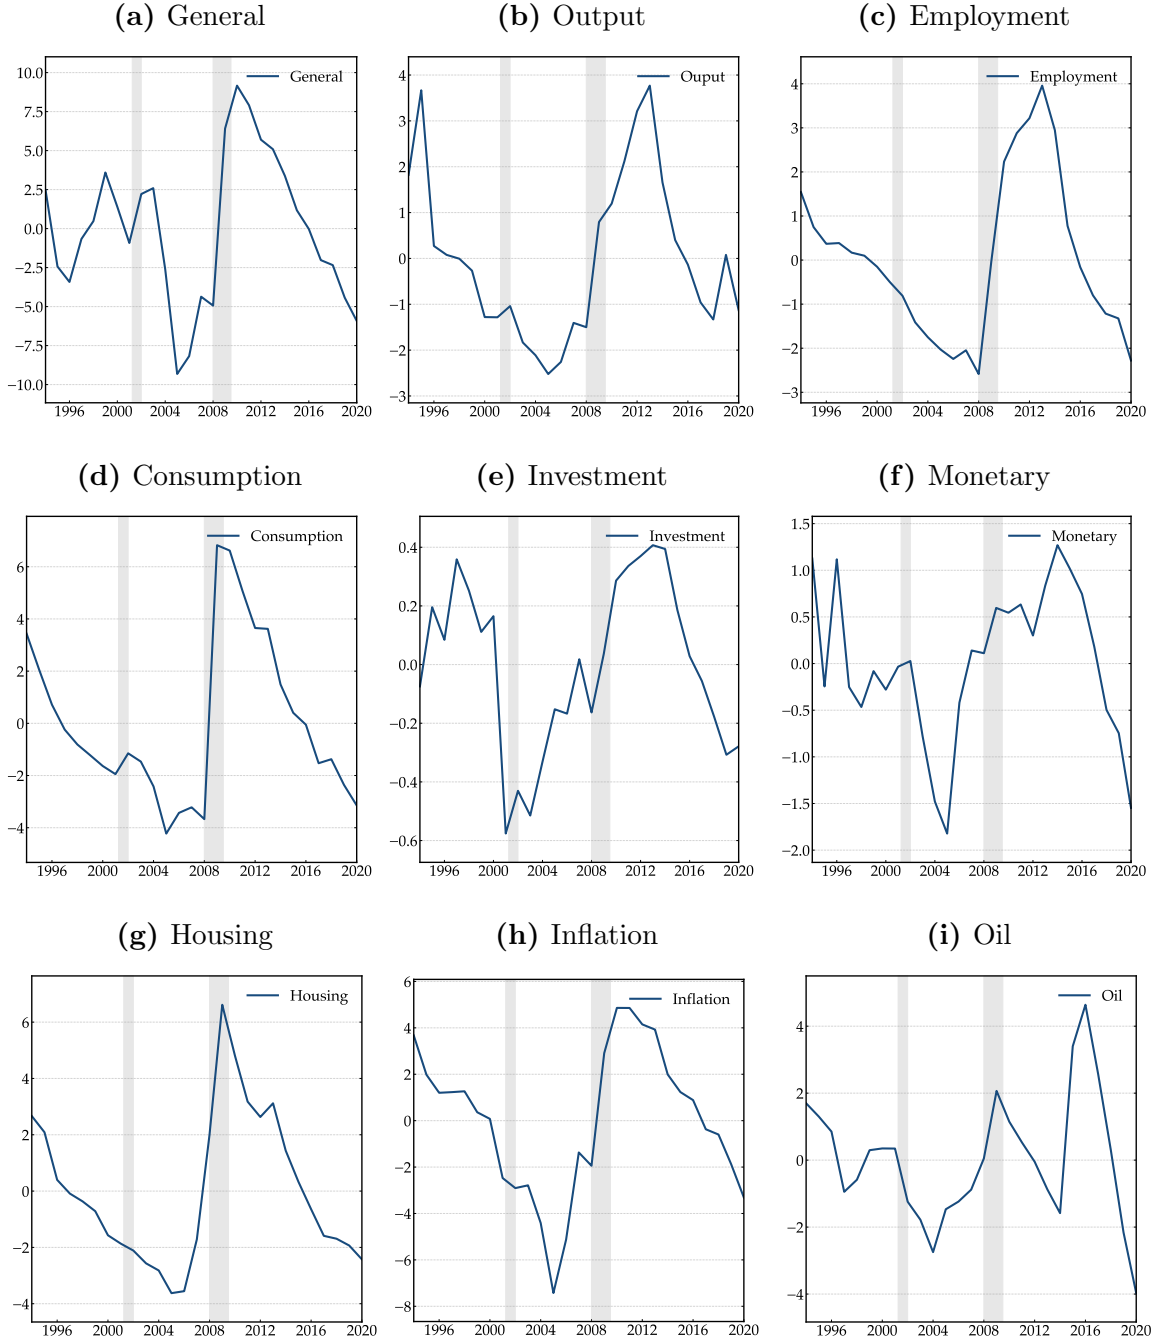 (a) General
(b) Output
(c) Employment
General
10.0
7.5
5.0
2.5
0.0
−2.5
−5.0
−7.5
−10.0
1996 2000 2004 2008 2012 2016 2020
Ouput
4
3
2
1
0
−1
−2
−3
1996 2000 2004 2008 2012 2016 2020
Employment
4
3
2
1
0
−1
−2
−3
1996 2000 2004 2008 2012 2016 2020
(d) Consumption
(e) Investment
(f) Monetary
Consumption
6
4
2
0
−2
−4
1996 2000 2004 2008 2012 2016 2020
Investment
0.4
0.2
0.0
−0.2
−0.4
−0.6
1996 2000 2004 2008 2012 2016 2020
Monetary
1.5
1.0
0.5
0.0
−0.5
−1.0
−1.5
−2.0
1996 2000 2004 2008 2012 2016 2020
(g) Housing
(h) Inflation
(i) Oil
Housing
6
4
2
0
−2
−4
1996 2000 2004 2008 2012 2016 2020
Inflation
6
4
2
0
−2
−4
−6
−8
1996 2000 2004 2008 2012 2016 2020
Oil
4
2
0
−2
−4
1996 2000 2004 2008 2012 2016 2020